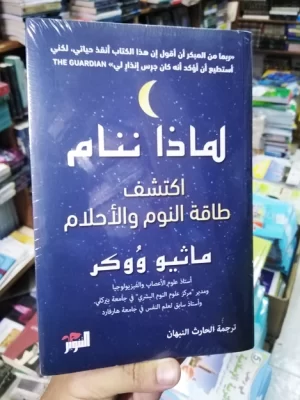 «ربما من المبكر أن أقول إن هذا الكتاب أنقذ حياتي، لكني
أستطيع أن أؤكد أنه كان جرس إنذار لي» THE GUARDIAN
لماذا ننام
اكتشف
طاقة النوم والأحلام
ماثيو ووكر
أستاذ علوم الأعصاب والفيزيولوجيا
ومدير "مركز علوم النوم البشري" في جامعة بيركلي،
وأستاذ سابق لعلم النفس في جامعة هارفارد
ترجمة الحارث النبهان
التنوير